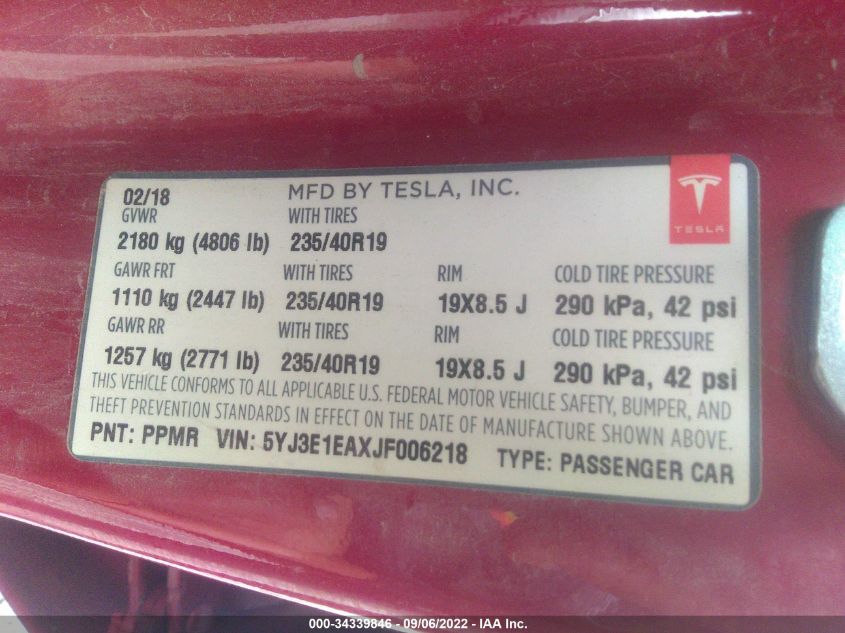 02/18 MFD BY TESLA, INC.
GVWR WITH TIRES
2180 kg (4806 lb) 235/40R19
TESLA
GAWR FRT WITH TIRES RIM COLD TIRE PRESSURE
1110 kg (2447 lb) 235/40R19 19X8.5 J 290 kPa, 42 psi
GAWR RR WITH TIRES RIM COLD TIRE PRESSURE
1257 kg (2771 lb) 235/40R19 19X8.5 J 290 kPa, 42 psi
THIS VEHICLE CONFORMS TO ALL APPLICABLE U.S. FEDERAL MOTOR VEHICLE SAFETY, BUMPER, AND
THEFT PREVENTION STANDARDS IN EFFECT ON THE DATE OF MANUFACTURE SHOWN ABOVE.
PNT: PPMR VIN: 5YJ3E1EAXJF006218 TYPE: PASSENGER CAR
000-34339846 - 09/06/2022 - IAA Inc.